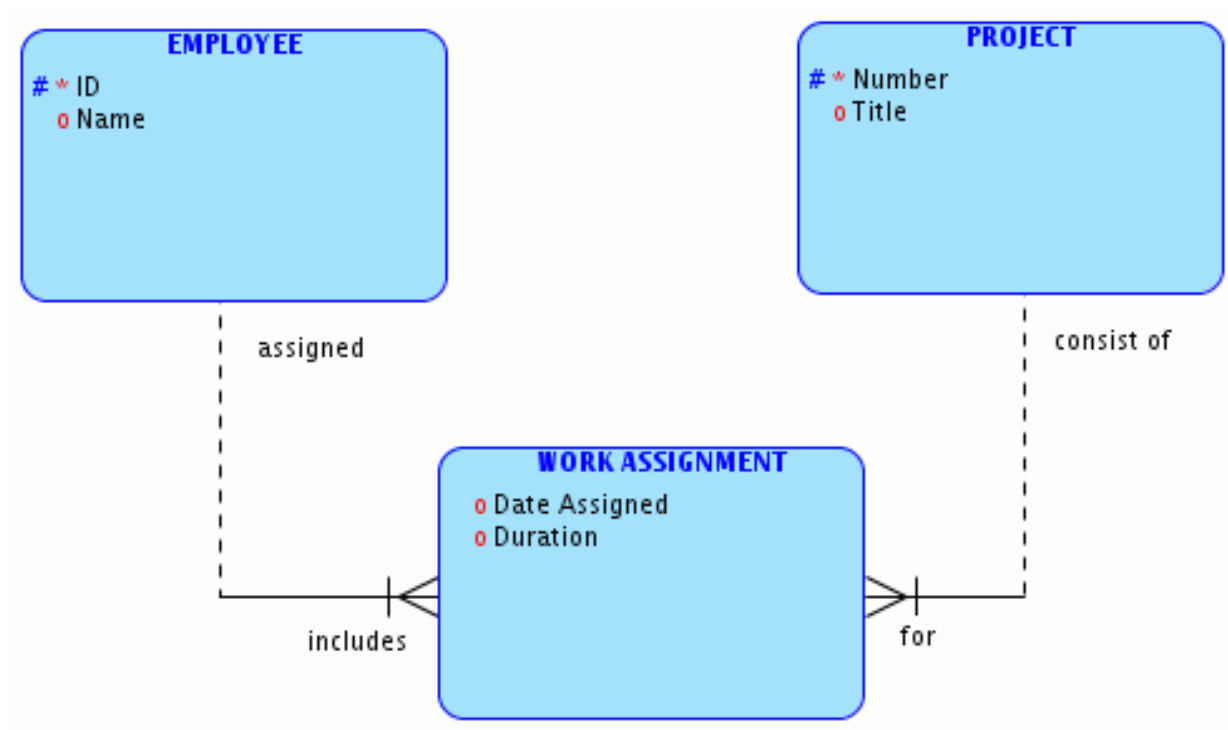 EMPLOYEE
# * ID
o Name
PROJECT
# * Number
o Title
assigned
consist of
WORK ASSIGNMENT
o Date Assigned
o Duration
includes
for